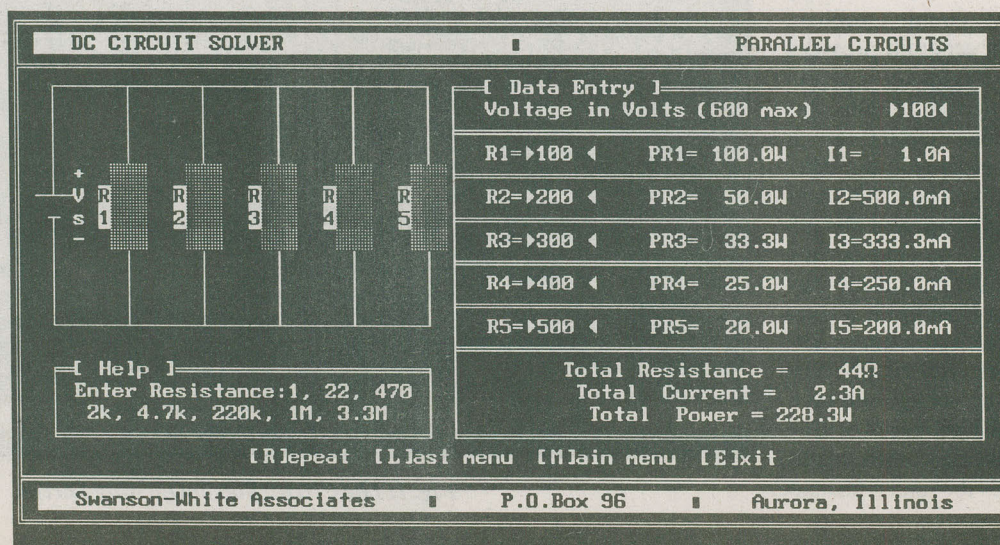 DC CIRCUIT SOLVER PARALLEL CIRCUITS
[ Data Entry ]
Voltage in Volts (600 max) ▶100◀
R1=▶100 ◀ PR1= 100.0W I1= 1.0A
R2=▶200 ◀ PR2= 50.0W I2=500.0mA
R3=▶300 ◀ PR3= 33.3W I3=333.3mA
R4=▶400 ◀ PR4= 25.0W I4=250.0mA
R5=▶500 ◀ PR5= 20.0W I5=200.0mA
Total Resistance = 44Ω
Total Current = 2.3A
Total Power = 228.3W
+
V
s
–
R
1
R
2
R
3
R
4
R
5
[ Help ]
Enter Resistance:1, 22, 470
2k, 4.7k, 220k, 1M, 3.3M
[R]epeat [L]ast menu [M]ain menu [E]xit
Swanson-White Associates P.O.Box 96 Aurora, Illinois